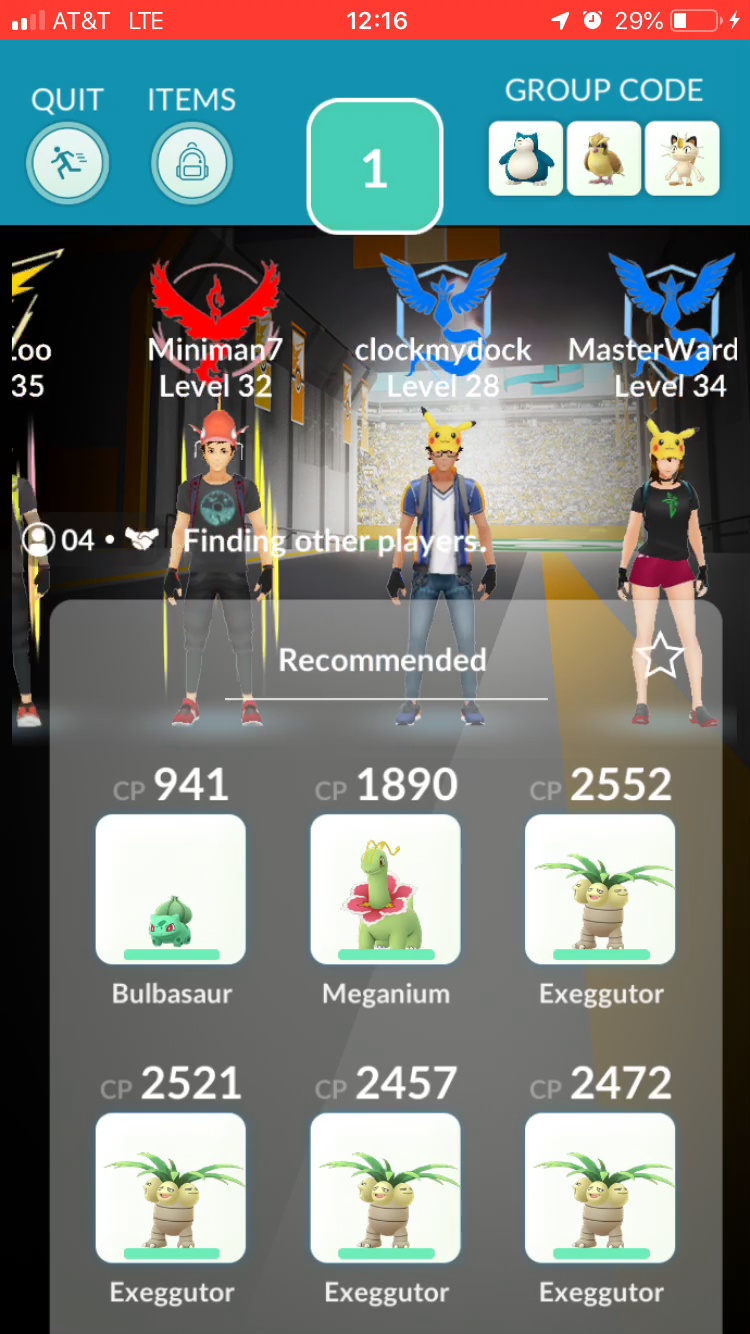 AT&T LTE 12:16 29%
QUIT ITEMS GROUP CODE
1
Loo Miniman7 clockmydock MasterWard
35 Level 32 Level 28 Level 34
04 • Finding other players.
Recommended
CP 941 CP 1890 CP 2552
Bulbasaur Meganium Exeggutor
CP 2521 CP 2457 CP 2472
Exeggutor Exeggutor Exeggutor